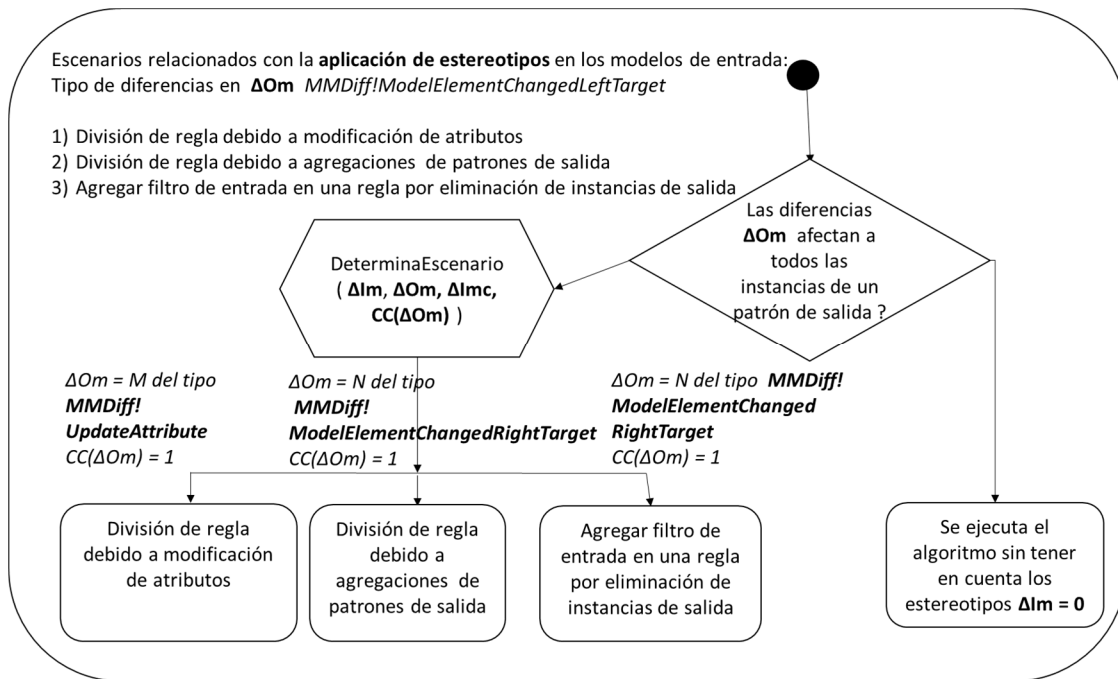 Escenarios relacionados con la aplicación de estereotipos en los modelos de entrada:
Tipo de diferencias en ΔOm MMDiff!ModelElementChangedLeftTarget
1) División de regla debido a modificación de atributos
2) División de regla debido a agregaciones de patrones de salida
3) Agregar filtro de entrada en una regla por eliminación de instancias de salida
Las diferencias
ΔOm afectan a
todos las
instancias de un
patrón de salida ?
DeterminaEscenario
( ΔIm, ΔOm, ΔImc,
CC(ΔOm) )
ΔOm = M del tipo
MMDiff!
UpdateAttribute
CC(ΔOm) = 1
ΔOm = N del tipo
MMDiff!
ModelElementChangedRightTarget
CC(ΔOm) = 1
ΔOm = N del tipo MMDiff!
ModelElementChanged
RightTarget
CC(ΔOm) = 1
División de regla
debido a modificación
de atributos
División de regla
debido a
agregaciones de
patrones de salida
Agregar filtro de
entrada en una regla
por eliminación de
instancias de salida
Se ejecuta el
algoritmo sin tener
en cuenta los
estereotipos ΔIm = 0